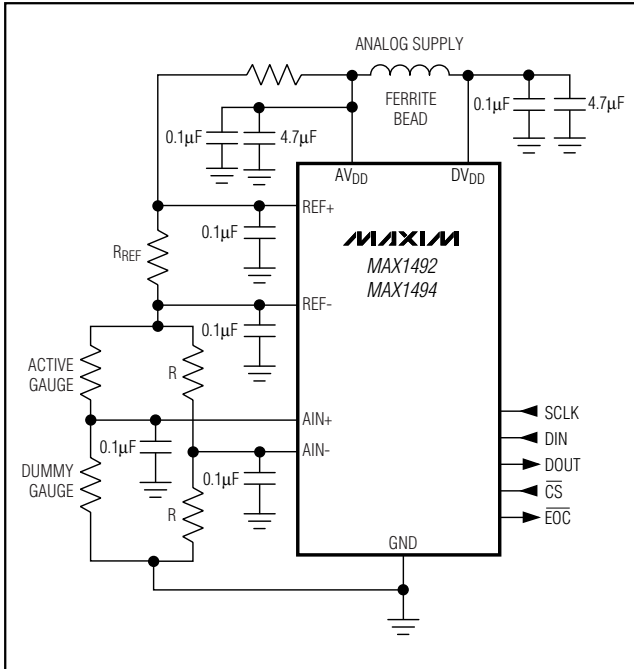 ANALOG SUPPLY
FERRITE
BEAD
0.1µF
4.7µF
0.1µF
4.7µF
AVDD
DVDD
REF+
0.1µF
MAXIM
MAX1492
MAX1494
RREF
REF-
0.1µF
ACTIVE
GAUGE
R
AIN+
0.1µF
AIN-
DUMMY
GAUGE
R
0.1µF
SCLK
DIN
DOUT
CS
EOC
GND